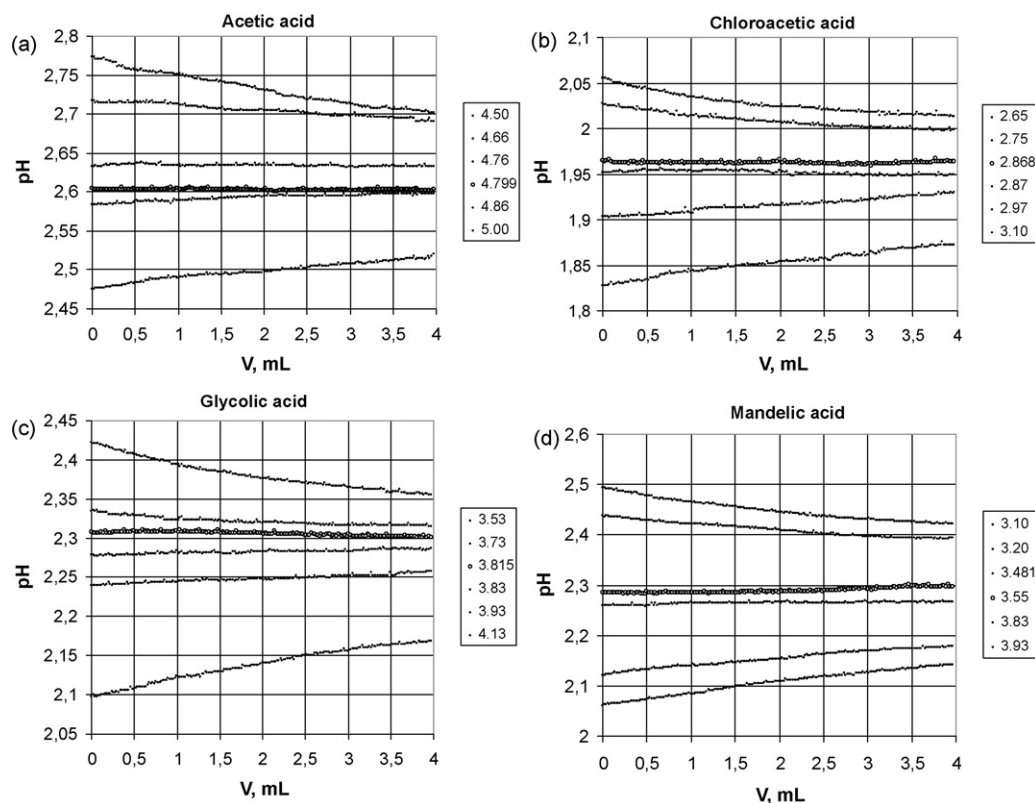 (a)
Acetic acid
pH
2,8
2,75
2,7
2,65
2,6
2,55
2,5
2,45
0 0,5 1 1,5 2 2,5 3 3,5 4
V, mL
4.50
4.66
4.76
4.799
4.86
5.00
(b)
Chloroacetic acid
pH
2,1
2,05
2
1,95
1,9
1,85
1,8
0 0,5 1 1,5 2 2,5 3 3,5 4
V, mL
2.65
2.75
2.868
2.87
2.97
3.10
(c)
Glycolic acid
pH
2,45
2,4
2,35
2,3
2,25
2,2
2,15
2,1
2,05
0 0,5 1 1,5 2 2,5 3 3,5 4
V, mL
3.53
3.73
3.815
3.83
3.93
4.13
(d)
Mandelic acid
pH
2,6
2,5
2,4
2,3
2,2
2,1
2
0 0,5 1 1,5 2 2,5 3 3,5 4
V, mL
3.10
3.20
3.481
3.55
3.83
3.93